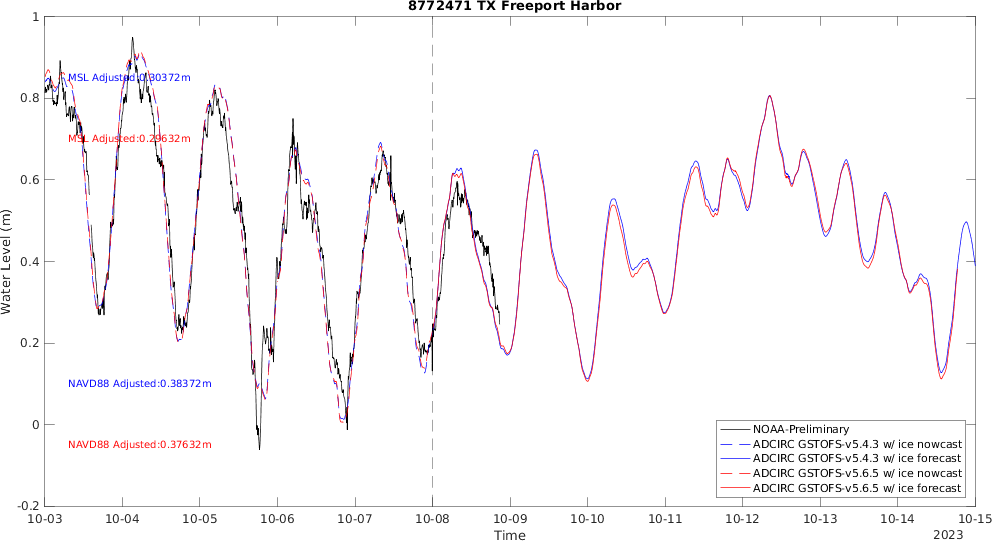 8772471 TX Freeport Harbor
1
0.8
0.6
0.4
0.2
0
-0.2
Water Level (m)
MSL Adjusted:0.30372m
MSL Adjusted:0.29632m
NAVD88 Adjusted:0.38372m
NAVD88 Adjusted:0.37632m
NOAA-Preliminary
ADCIRC GSTOFS-v5.4.3 w/ ice nowcast
ADCIRC GSTOFS-v5.4.3 w/ ice forecast
ADCIRC GSTOFS-v5.6.5 w/ ice nowcast
ADCIRC GSTOFS-v5.6.5 w/ ice forecast
10-03 10-04 10-05 10-06 10-07 10-08 10-09 10-10 10-11 10-12 10-13 10-14 10-15
Time
2023